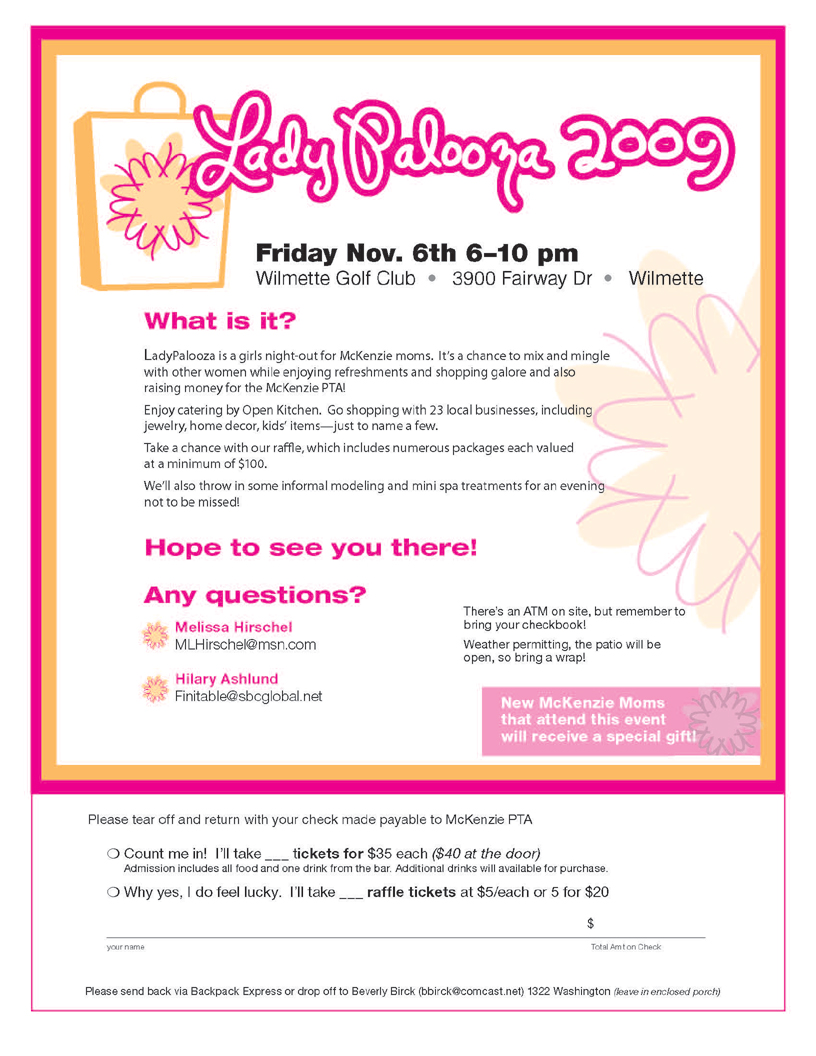 Lady Palooza 2009
Friday Nov. 6th 6–10 pm
Wilmette Golf Club • 3900 Fairway Dr • Wilmette
What is it?
LadyPalooza is a girls night-out for McKenzie moms. It's a chance to mix and mingle
with other women while enjoying refreshments and shopping galore and also
raising money for the McKenzie PTA!
Enjoy catering by Open Kitchen. Go shopping with 23 local businesses, including
jewelry, home decor, kids' items—just to name a few.
Take a chance with our raffle, which includes numerous packages each valued
at a minimum of $100.
We'll also throw in some informal modeling and mini spa treatments for an evening
not to be missed!
Hope to see you there!
Any questions?
Melissa Hirschel
MLHirschel@msn.com
Hilary Ashlund
Finitable@sbcglobal.net
There's an ATM on site, but remember to
bring your checkbook!
Weather permitting, the patio will be
open, so bring a wrap!
New McKenzie Moms
that attend this event
will receive a special gift!
Please tear off and return with your check made payable to McKenzie PTA
❍ Count me in! I'll take ___ tickets for $35 each ($40 at the door)
Admission includes all food and one drink from the bar. Additional drinks will available for purchase.
❍ Why yes, I do feel lucky. I'll take ___ raffle tickets at $5/each or 5 for $20
$
your name Total Amt on Check
Please send back via Backpack Express or drop off to Beverly Birck (bbirck@comcast.net) 1322 Washington (leave in enclosed porch)